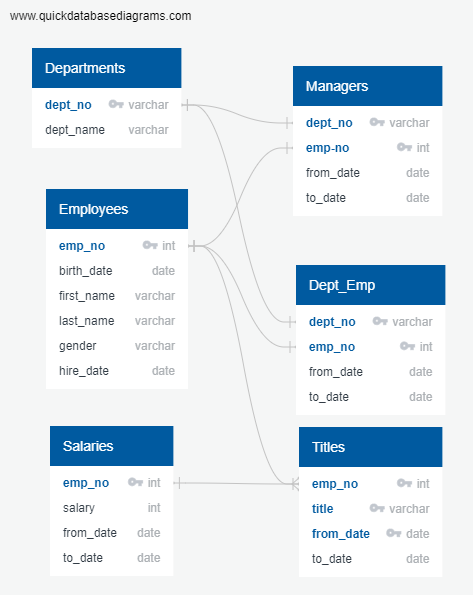 www.quickdatabasediagrams.com
Departments
dept_no varchar
dept_name varchar
Managers
dept_no varchar
emp-no int
from_date date
to_date date
Employees
emp_no int
birth_date date
first_name varchar
last_name varchar
gender varchar
hire_date date
Dept_Emp
dept_no varchar
emp_no int
from_date date
to_date date
Salaries
emp_no int
salary int
from_date date
to_date date
Titles
emp_no int
title varchar
from_date date
to_date date